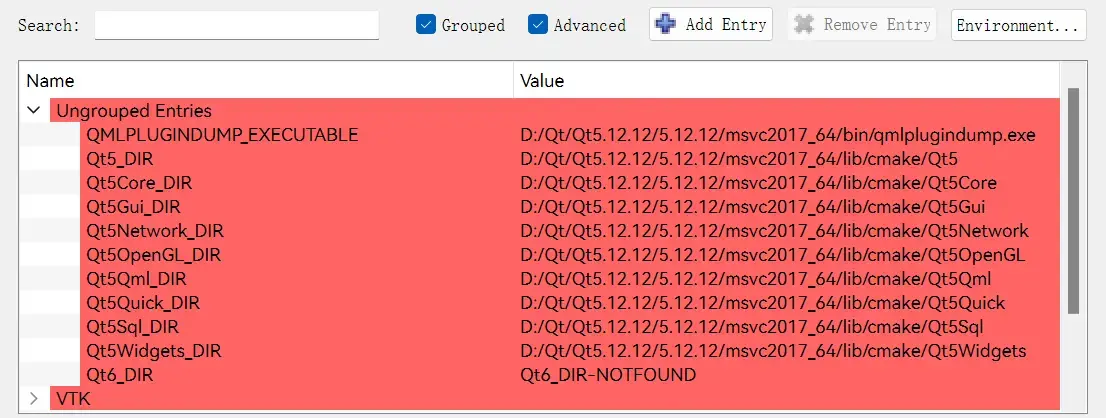 Search: Grouped Advanced Add Entry Remove Entry Environment...
Name Value
Ungrouped Entries
QMLPLUGINDUMP_EXECUTABLE D:/Qt/Qt5.12.12/5.12.12/msvc2017_64/bin/qmlplugindump.exe
Qt5_DIR D:/Qt/Qt5.12.12/5.12.12/msvc2017_64/lib/cmake/Qt5
Qt5Core_DIR D:/Qt/Qt5.12.12/5.12.12/msvc2017_64/lib/cmake/Qt5Core
Qt5Gui_DIR D:/Qt/Qt5.12.12/5.12.12/msvc2017_64/lib/cmake/Qt5Gui
Qt5Network_DIR D:/Qt/Qt5.12.12/5.12.12/msvc2017_64/lib/cmake/Qt5Network
Qt5OpenGL_DIR D:/Qt/Qt5.12.12/5.12.12/msvc2017_64/lib/cmake/Qt5OpenGL
Qt5Qml_DIR D:/Qt/Qt5.12.12/5.12.12/msvc2017_64/lib/cmake/Qt5Qml
Qt5Quick_DIR D:/Qt/Qt5.12.12/5.12.12/msvc2017_64/lib/cmake/Qt5Quick
Qt5Sql_DIR D:/Qt/Qt5.12.12/5.12.12/msvc2017_64/lib/cmake/Qt5Sql
Qt5Widgets_DIR D:/Qt/Qt5.12.12/5.12.12/msvc2017_64/lib/cmake/Qt5Widgets
Qt6_DIR Qt6_DIR-NOTFOUND
VTK